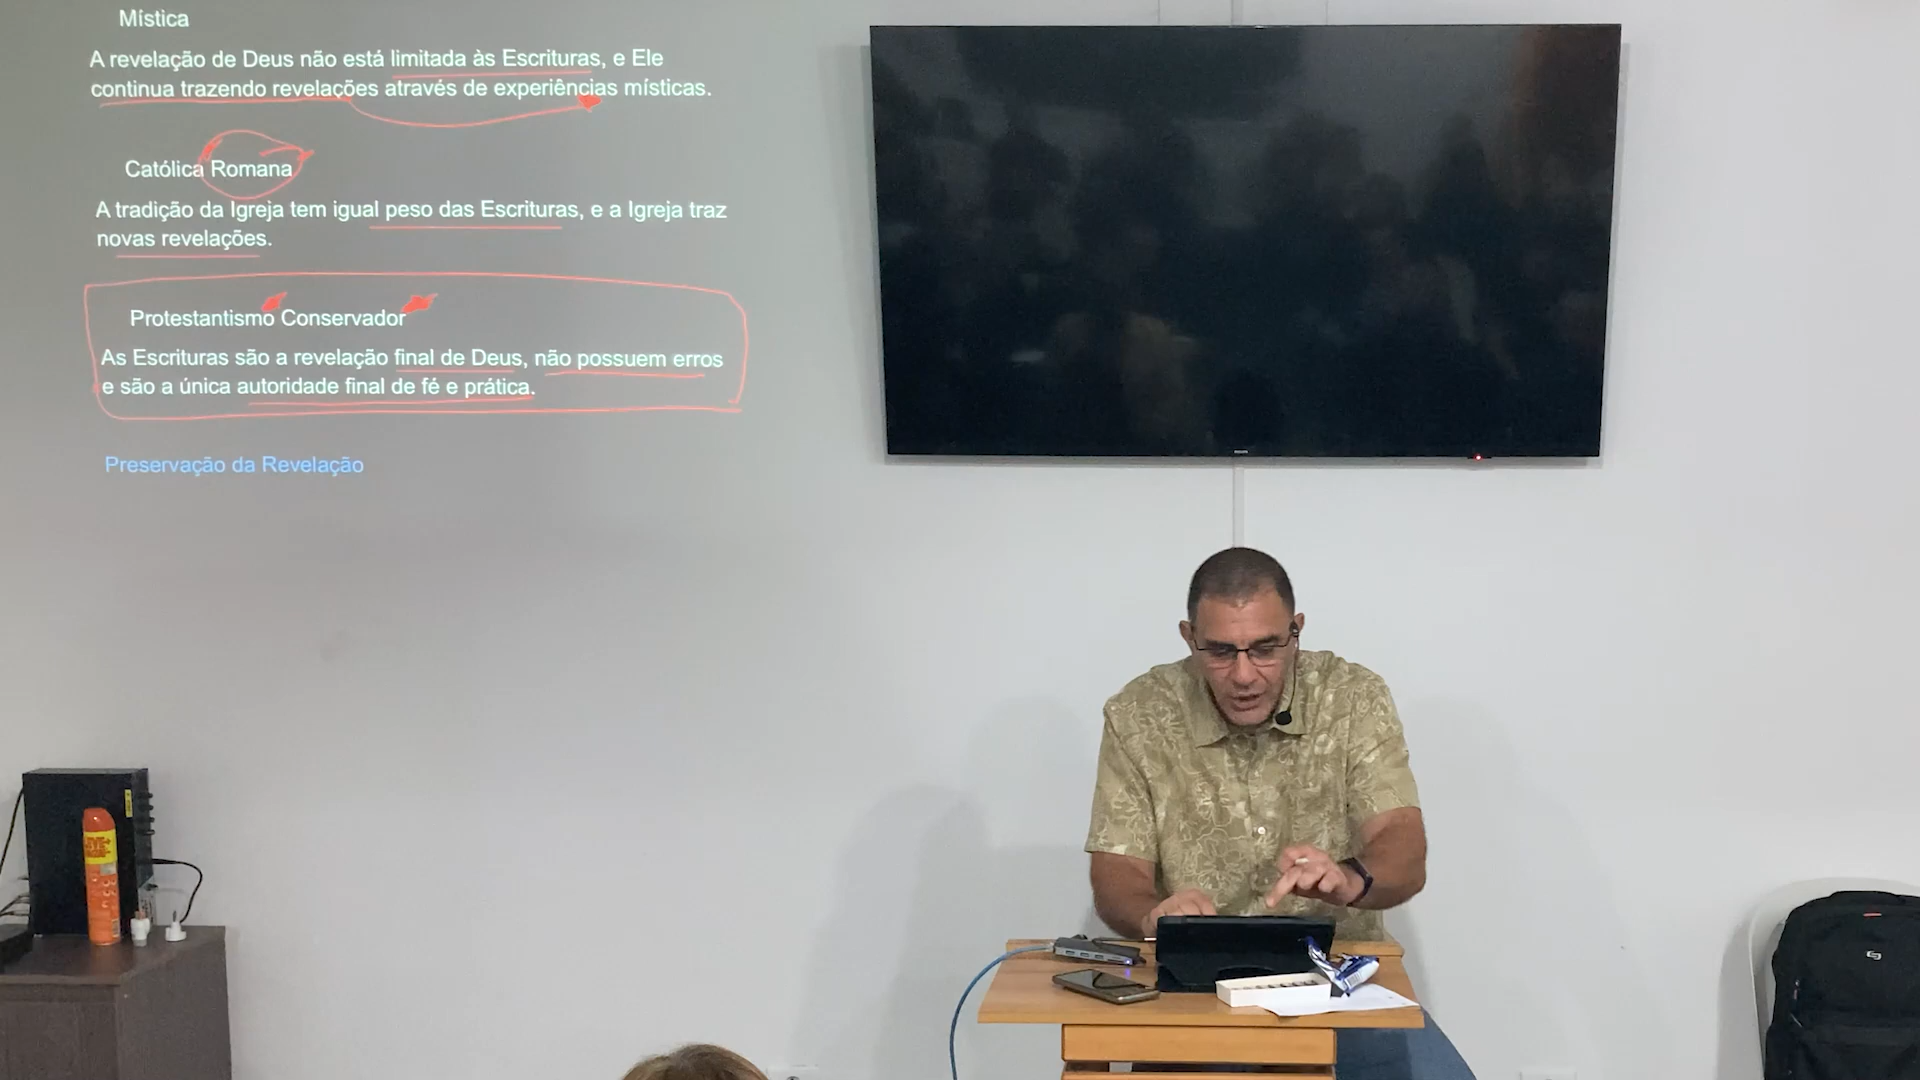 Mística
A revelação de Deus não está limitada às Escrituras, e Ele
continua trazendo revelações através de experiências místicas.
Católica Romana
A tradição da Igreja tem igual peso das Escrituras, e a Igreja traz
novas revelações.
Protestantismo Conservador
As Escrituras são a revelação final de Deus, não possuem erros
e são a única autoridade final de fé e prática.
Preservação da Revelação